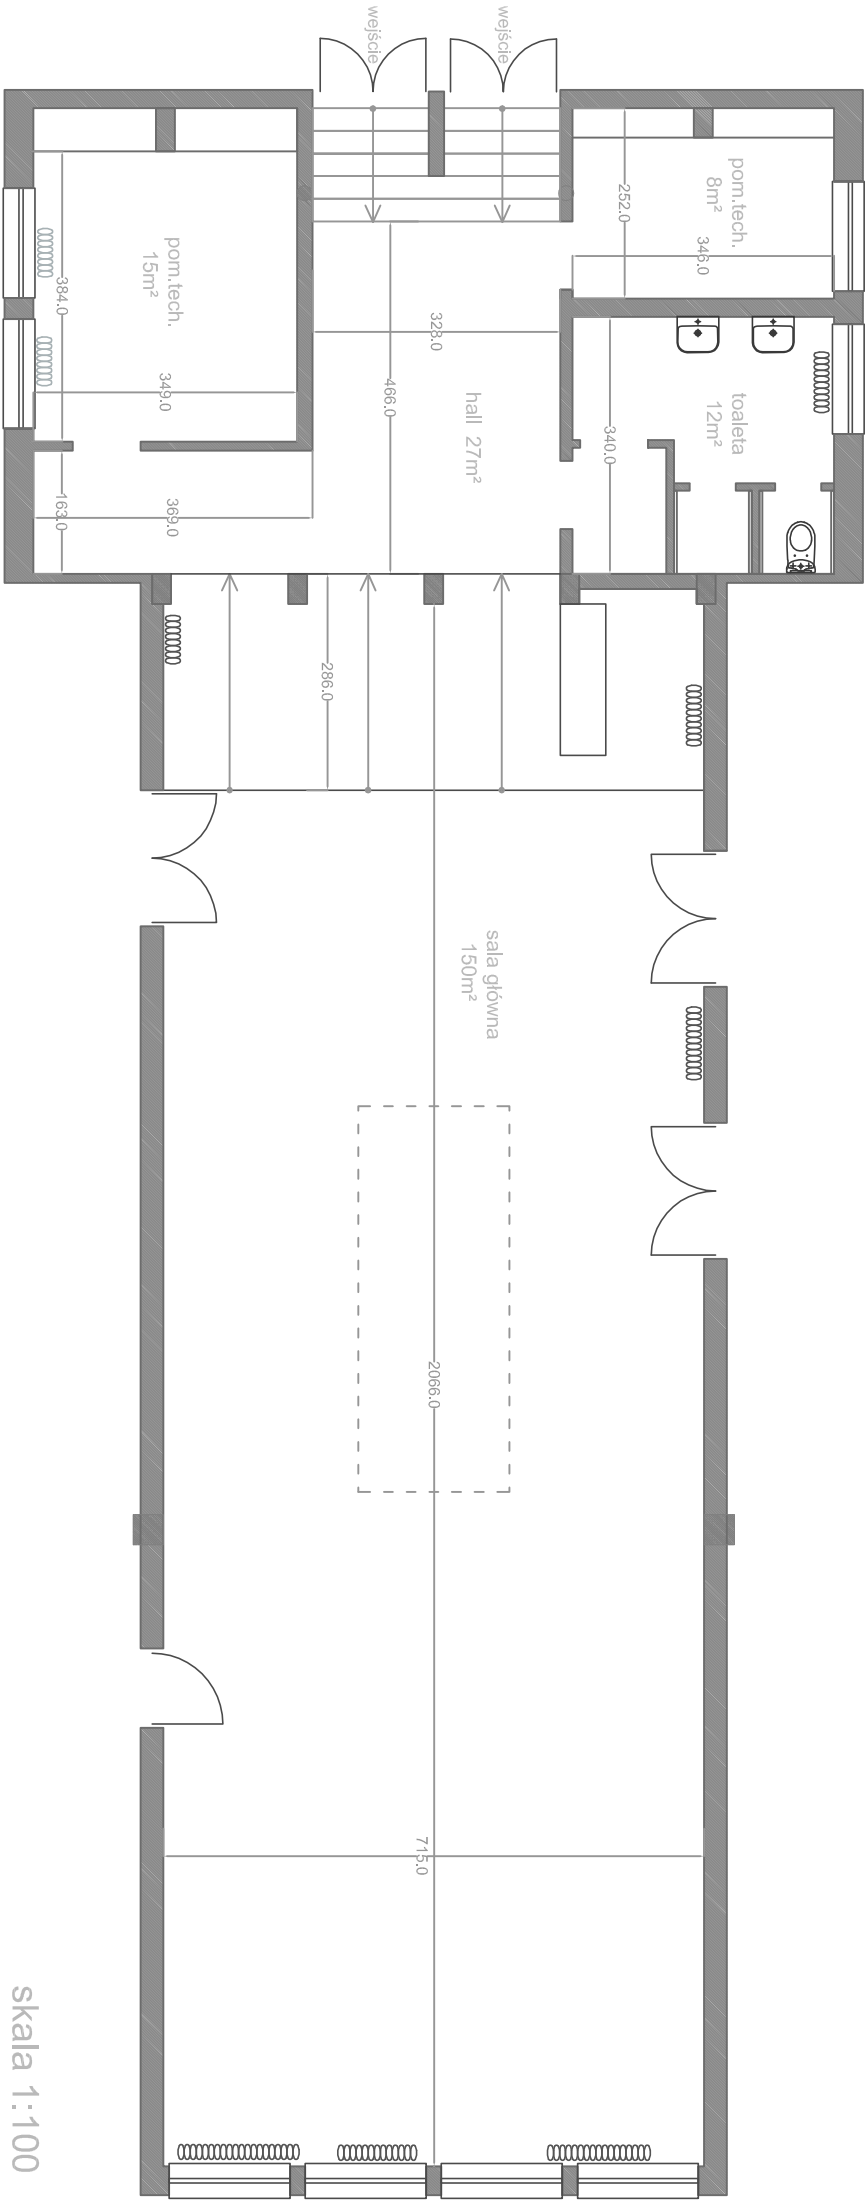 wejście
wejście
pom.tech.
8m²
252.0
346.0
pom.tech.
15m²
384.0
349.0
328.0
466.0
hall 27m²
toaleta
12m²
340.0
163.0
369.0
286.0
sala główna
150m²
2066.0
715.0
skala 1:100